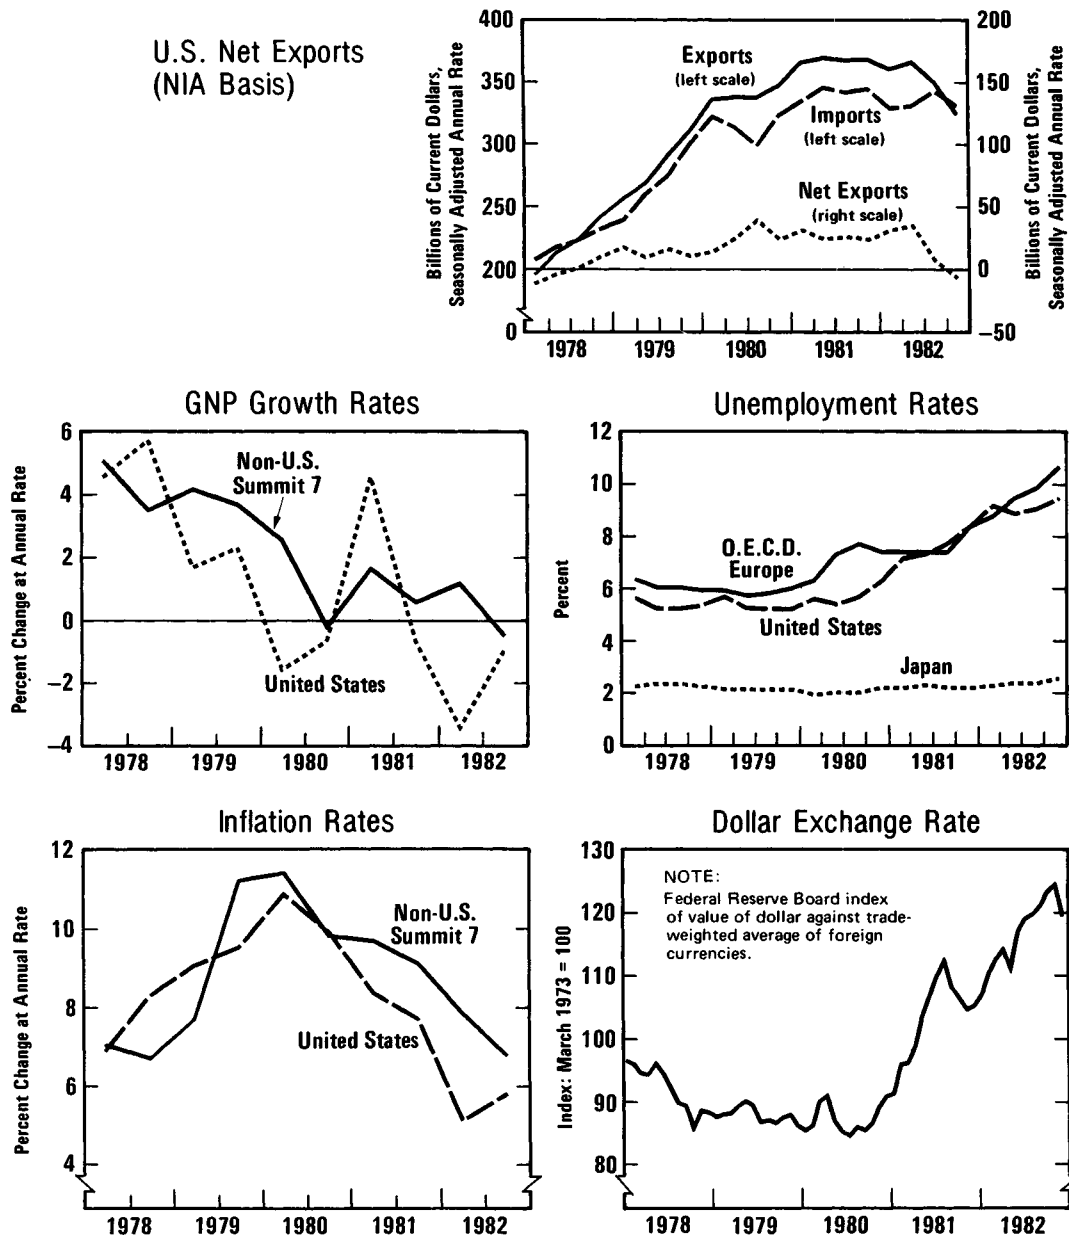 U.S. Net Exports
(NIA Basis)
Billions of Current Dollars,
Seasonally Adjusted Annual Rate
400
350
300
250
200
0
Exports
(left scale)
Imports
(left scale)
Net Exports
(right scale)
200
150
100
50
0
−50
Billions of Current Dollars,
Seasonally Adjusted Annual Rate
1978 1979 1980 1981 1982
GNP Growth Rates
Percent Change at Annual Rate
6
4
2
0
−2
−4
Non-U.S.
Summit 7
United States
1978 1979 1980 1981 1982
Unemployment Rates
Percent
12
10
8
6
4
2
0
O.E.C.D.
Europe
United States
Japan
1978 1979 1980 1981 1982
Inflation Rates
Percent Change at Annual Rate
12
10
8
6
4
Non-U.S.
Summit 7
United States
1978 1979 1980 1981 1982
Dollar Exchange Rate
Index: March 1973 = 100
130
120
110
100
90
80
NOTE:
Federal Reserve Board index
of value of dollar against trade-
weighted average of foreign
currencies.
1978 1979 1980 1981 1982